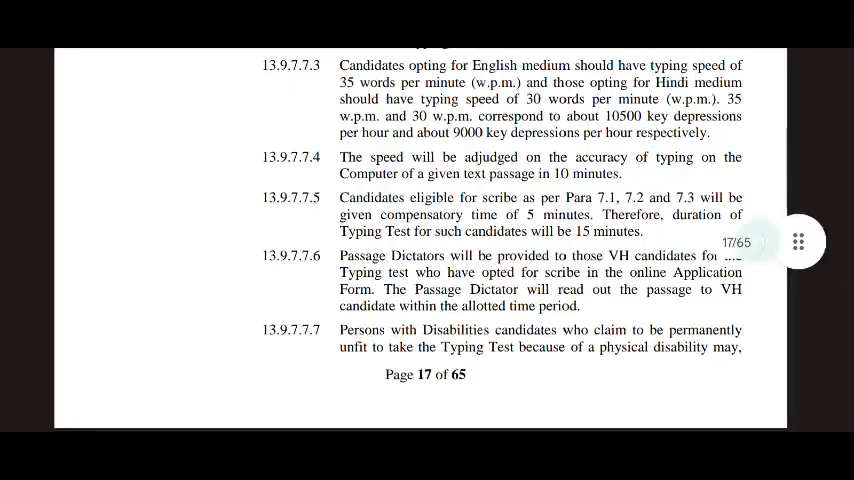 13.9.7.7.3 Candidates opting for English medium should have typing speed of
35 words per minute (w.p.m.) and those opting for Hindi medium
should have typing speed of 30 words per minute (w.p.m.). 35
w.p.m. and 30 w.p.m. correspond to about 10500 key depressions
per hour and about 9000 key depressions per hour respectively.
13.9.7.7.4 The speed will be adjudged on the accuracy of typing on the
Computer of a given text passage in 10 minutes.
13.9.7.7.5 Candidates eligible for scribe as per Para 7.1, 7.2 and 7.3 will be
given compensatory time of 5 minutes. Therefore, duration of
Typing Test for such candidates will be 15 minutes.
17/65
13.9.7.7.6 Passage Dictators will be provided to those VH candidates for
Typing test who have opted for scribe in the online Application
Form. The Passage Dictator will read out the passage to VH
candidate within the allotted time period.
13.9.7.7.7 Persons with Disabilities candidates who claim to be permanently
unfit to take the Typing Test because of a physical disability may,
Page 17 of 65